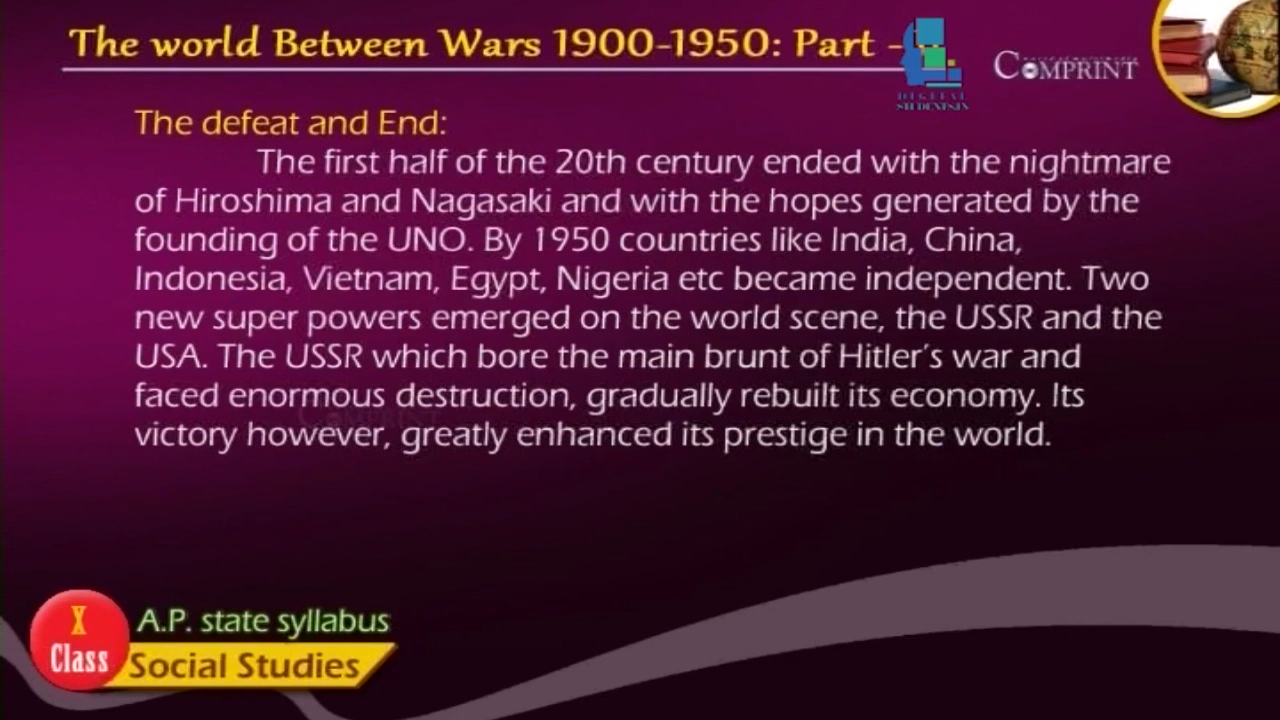 The world Between Wars 1900-1950: Part -
COMPRINT
DIGITAL
STUDENTS.IN
The defeat and End:
The first half of the 20th century ended with the nightmare
of Hiroshima and Nagasaki and with the hopes generated by the
founding of the UNO. By 1950 countries like India, China,
Indonesia, Vietnam, Egypt, Nigeria etc became independent. Two
new super powers emerged on the world scene, the USSR and the
USA. The USSR which bore the main brunt of Hitler's war and
faced enormous destruction, gradually rebuilt its economy. Its
victory however, greatly enhanced its prestige in the world.
X
Class
A.P. state syllabus
Social Studies